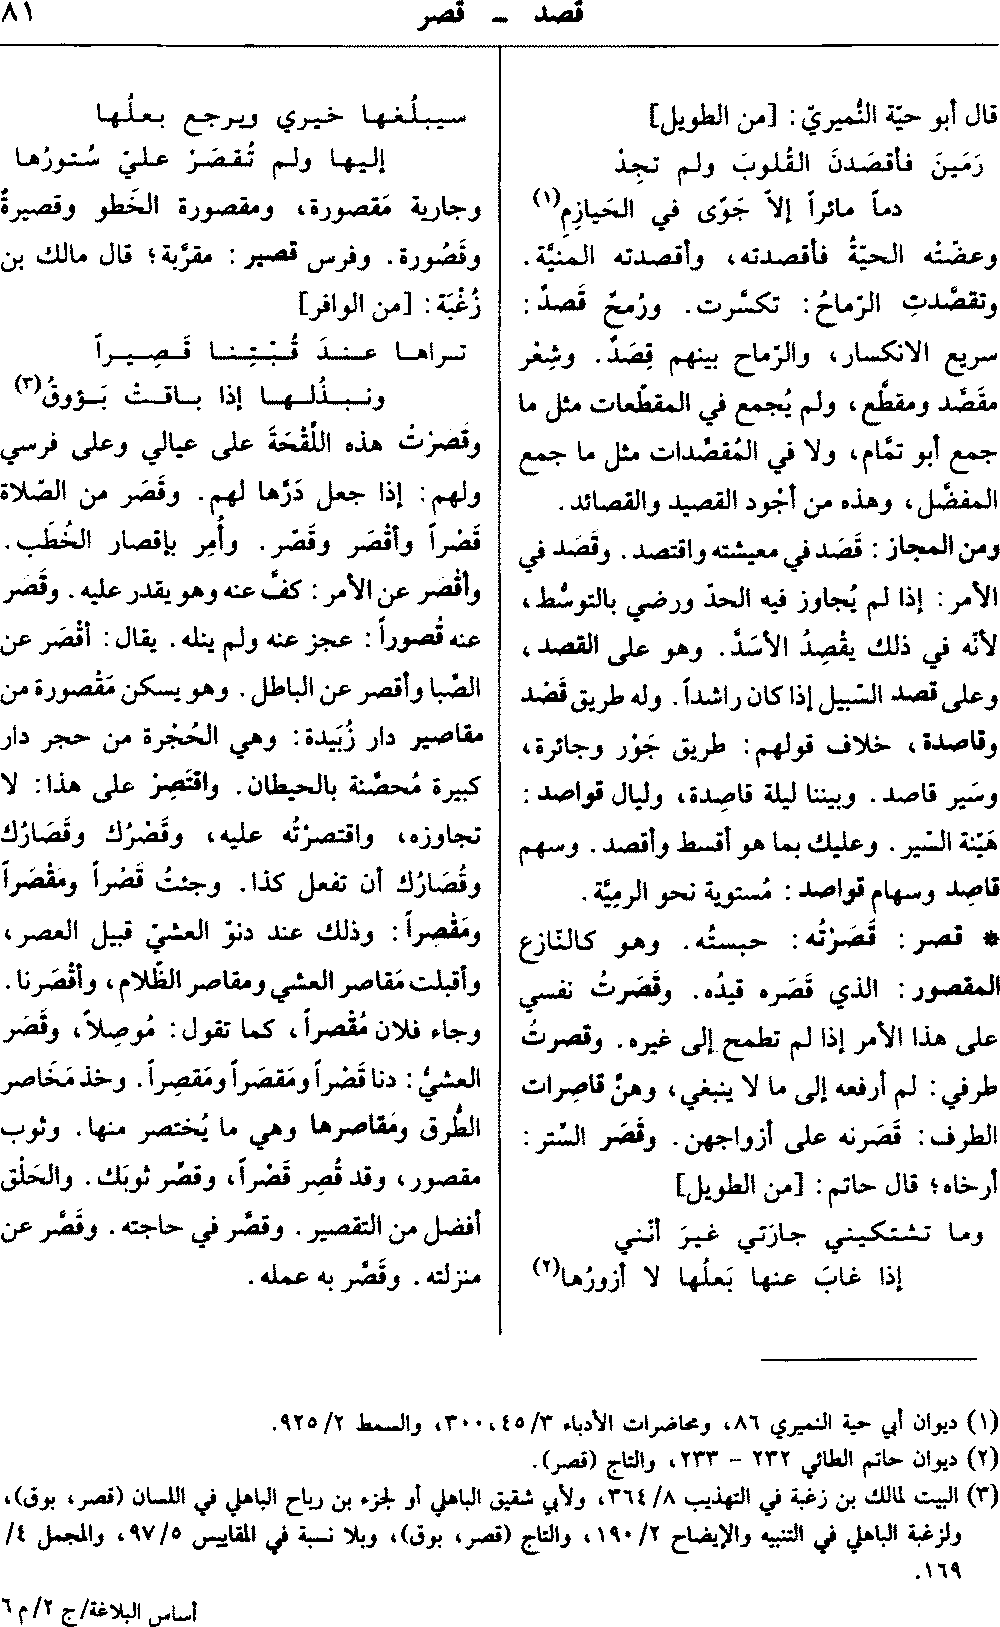 قصد - قصر
٨١
قال أبو حيّة النُّميريّ: [من الطويل]
رَمَينَ فأقصَدنَ القُلوبَ ولم تجِدْ
دماً مائراً إلاّ جَوًى في الحَيازِمِ(١)
وعضّتْه الحيّةُ فأقصدته، وأقصدته المنيَّة.
وتقصَّدتِ الرّماحُ: تكسَّرت. ورُمحٌ قَصدٌ:
سريع الانكسار، والرّماح بينهم قِصَدٌ. وشِعْر
مقصَّد ومقطَّع، ولم يُجمع في المقطّعات مثل ما
جمع أبو تمَّام، ولا في المُقصَّدات مثل ما جمع
المفضَّل، وهذه من أجْود القصيد والقصائد.
ومن المجاز: قَصَد في معيشته واقتصد. وقَصَد في
الأمر: إذا لم يُجاوز فيه الحدّ ورضي بالتوسُّط،
لأنّه في ذلك يقْصِدُ الأسَدَّ. وهو على القصد،
وعلى قصد السّبيل إذا كان راشداً. وله طريق قَصْد
وقاصدة، خلاف قولهم: طريق جَوْر وجائرة،
وسَير قاصد. وبيننا ليلة قاصِدة، وليال قواصد:
هَيّنة السّير. وعليك بما هو أقسط وأقصد. وسهم
قاصِد وسهام قواصد: مُستوية نحو الرميَّة.
* قصر: قَصَرْتُه: حبستُه. وهو كالنّازع
المقصور: الذي قَصَره قيدُه. وقَصَرتُ نفسي
على هذا الأمر إذا لم تطمح إلى غيره. وقصرتُ
طرفي: لم أرفعه إلى ما لا ينبغي، وهنَّ قاصِرات
الطرف: قَصَرنه على أزواجهن. وقَصَر السِّتر:
أرخاه؛ قال حاتم: [من الطويل]
وما تشتكيني جارَتي غيرَ أنّني
إذا غابَ عنها بَعلُها لا أزورُها(٢)
سيبلُغها خيري ويرجع بعلُها
إليها ولم تُقصَرْ عليّ سُتورُها
وجارية مَقصورة، ومقصورة الخَطو وقصيرةٌ
وقَصُورة. وفرس قصير: مقرَّبة؛ قال مالك بن
زُغْبَة: [من الوافر]
تراها عندَ قُبّتِنا قَصِيراً
ونبذُلها إذا باقتْ بَؤوقُ(٣)
وقَصَرْتُ هذه اللِّقْحَةَ على عيالي وعلى فرسي
ولهم: إذا جعل دَرَّها لهم. وقَصَر من الصّلاة
قَصْراً وأقْصَر وقَصّر. وأُمِر بإقصار الخُطَب.
وأقْصَر عن الأمر: كفَّ عنه وهو يقدر عليه. وقَصَر
عنه قُصوراً: عجز عنه ولم ينله. يقال: أقْصَر عن
الصِّبا وأقصر عن الباطل. وهو يسكن مَقْصورة من
مقاصير دار زُبَيدة: وهي الحُجْرة من حجر دار
كبيرة مُحصَّنة بالحيطان. واقتَصِرْ على هذا: لا
تجاوزه، واقتصرْتُه عليه، وقَصْرُك وقَصَارُك
وقُصَارُك أن تفعل كذا. وجئتُ قَصْراً ومَقْصَراً
ومَقْصِراً: وذلك عند دنوّ العشيّ قبيل العصر،
وأقبلت مَقاصر العشي ومقاصر الظّلام، وأقْصَرنا.
وجاء فلان مُقْصِراً، كما تقول: مُوصِلاً، وقَصَر
العشيُّ: دنا قَصْراً ومَقصَراً ومَقصِراً. وخذ مَخَاصر
الطُّرق ومَقاصرها وهي ما يُختصر منها. وثوب
مقصور، وقد قُصِر قَصْراً، وقصِّر ثوبَك. والحَلْق
أفضل من التقصير. وقصَّر في حاجته. وقَصَّر عن
منزلته. وقَصَّر به عمله.
(١) ديوان أبي حية النميري ٨٦، ومحاضرات الأدباء ٣/ ٤٥، ٣٠٠، والسمط ٢/ ٩٢٥.
(٢) ديوان حاتم الطائي ٢٣٢ - ٢٣٣، والتاج (قصر).
(٣) البيت لمالك بن زغبة في التهذيب ٨/ ٣٦٤، ولأبي شقيق الباهلي أو لجزء بن رباح الباهلي في اللسان (قصر، بوق)،
ولزغبة الباهلي في التنبيه والإيضاح ٢/ ١٩٠، والتاج (قصر، بوق)، وبلا نسبة في المقاييس ٥/ ٩٧، والمجمل ٤/
١٦٩.
أساس البلاغة/ ج ٢/ م ٦